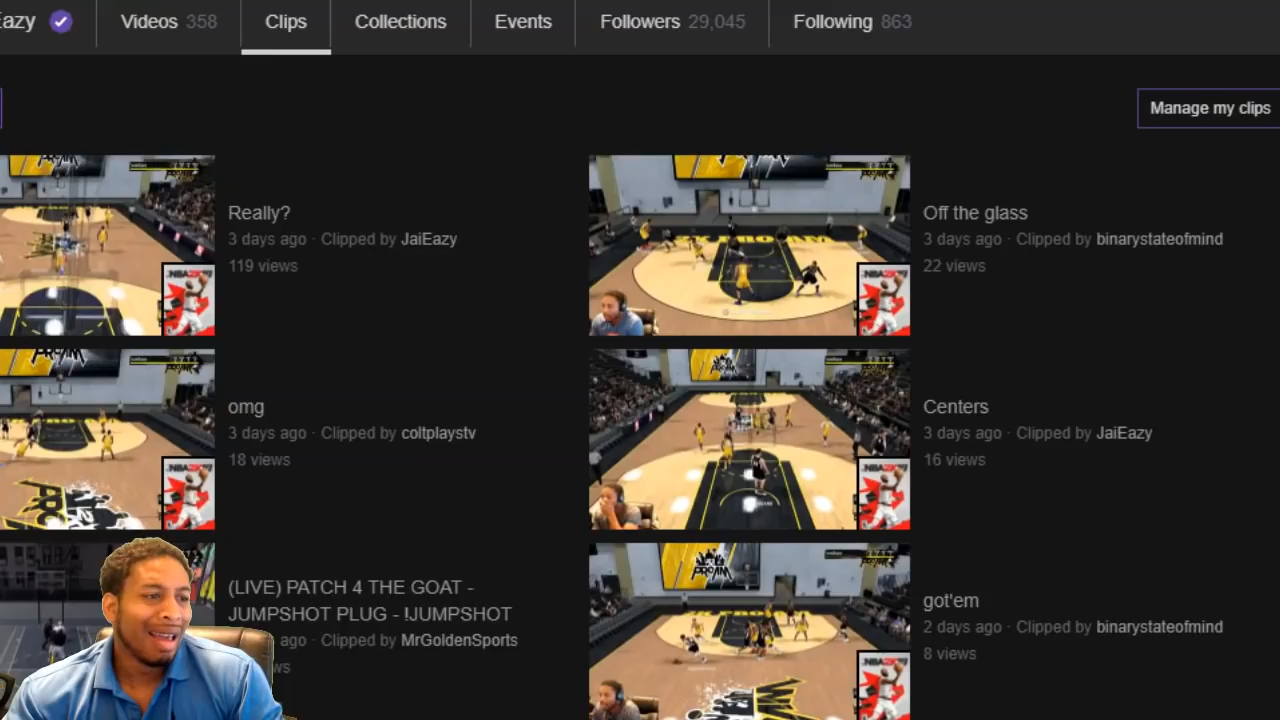 Eazy
Videos 358
Clips
Collections
Events
Followers 29,045
Following 863
Manage my clips
Really?
3 days ago · Clipped by JaiEazy
119 views
Off the glass
3 days ago · Clipped by binarystateofmind
22 views
omg
3 days ago · Clipped by coltplaystv
18 views
Centers
3 days ago · Clipped by JaiEazy
16 views
(LIVE) PATCH 4 THE GOAT -
JUMPSHOT PLUG - !JUMPSHOT
ago · Clipped by MrGoldenSports
got'em
2 days ago · Clipped by binarystateofmind
8 views